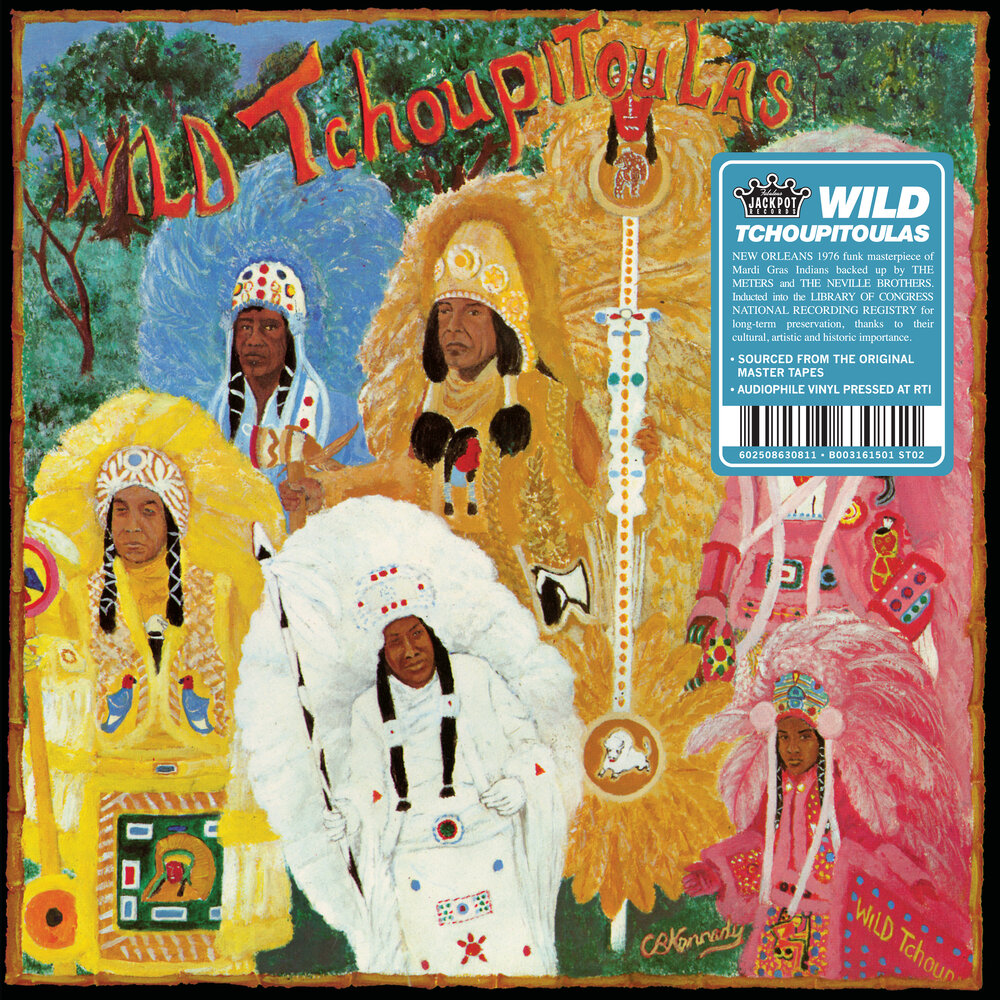 WILD TchoupITouLAS
Fabulous
JACKPOT
RECORDS
WILD
TCHOUPITOULAS
NEW ORLEANS 1976 funk masterpiece of
Mardi Gras Indians backed up by THE
METERS and THE NEVILLE BROTHERS.
Inducted into the LIBRARY OF CONGRESS
NATIONAL RECORDING REGISTRY for
long-term preservation, thanks to their
cultural, artistic and historic importance.
• SOURCED FROM THE ORIGINAL
MASTER TAPES
• AUDIOPHILE VINYL PRESSED AT RTI
602508630811 • B003161501 ST02
CBKennedy
WILD Tchoup